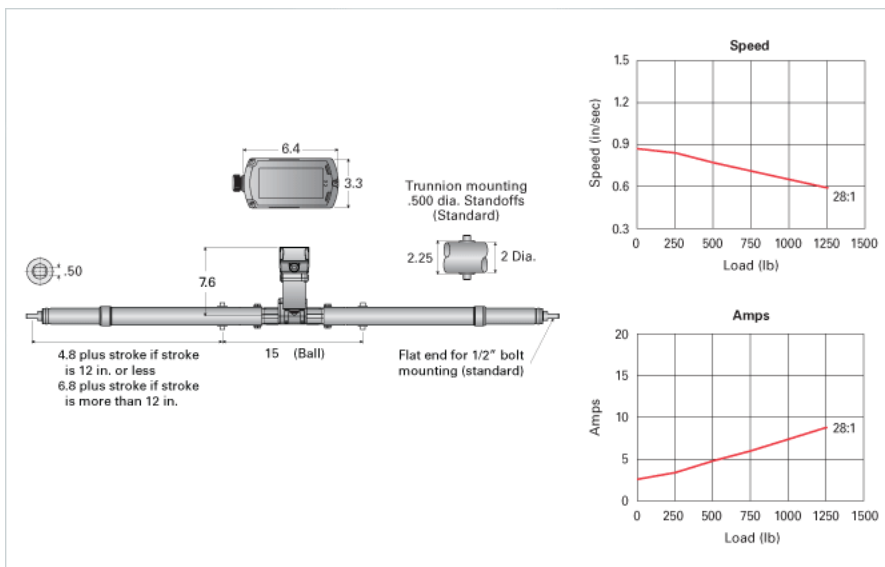 6.4
3.3
Trunnion mounting
.500 dia. Standoffs
(Standard)
2.25
2 Dia.
.50
7.6
15 (Ball)
4.8 plus stroke if stroke
is 12 in. or less
6.8 plus stroke if stroke
is more than 12 in.
Flat end for 1/2" bolt
mounting (standard)
Speed
Speed (in/sec)
1.5
1.2
0.9
0.6
0.3
28:1
0 250 500 750 1000 1250 1500
Load (lb)
Amps
Amps
20
15
10
5
0
28:1
0 250 500 750 1000 1250 1500
Load (lb)